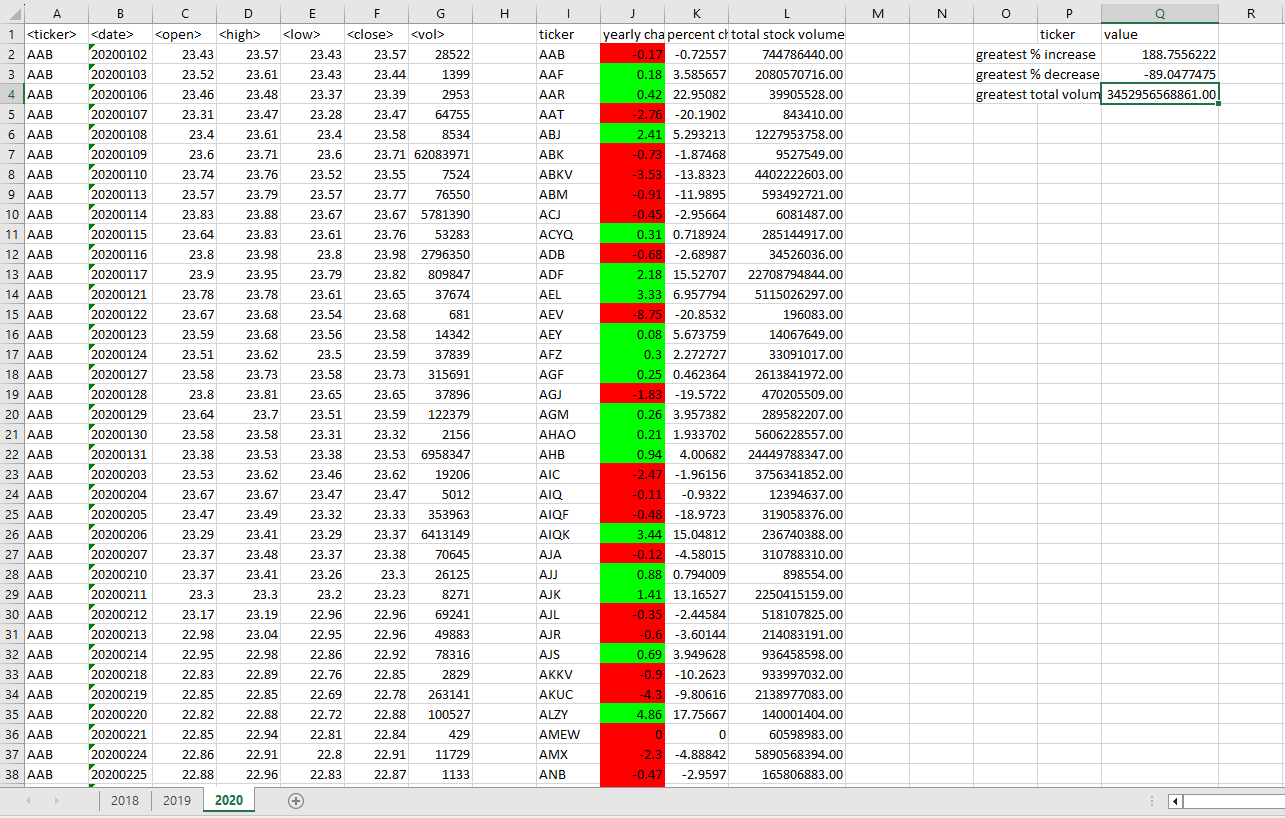 A B C D E F G H I J K L M N O P Q R
1 <ticker> <date> <open> <high> <low> <close> <vol> ticker yearly cha percent ch total stock volume ticker value
2 AAB 20200102 23.43 23.57 23.43 23.57 28522 AAB -0.17 -0.72557 744786440.00 greatest % increase 188.7556222
3 AAB 20200103 23.52 23.61 23.43 23.44 1399 AAF 0.18 3.585657 2080570716.00 greatest % decrease -89.0477475
4 AAB 20200106 23.46 23.48 23.37 23.39 2953 AAR 0.42 22.95082 39905528.00 greatest total volum 3452956568861.00
5 AAB 20200107 23.31 23.47 23.28 23.47 64755 AAT -2.76 -20.1902 843410.00
6 AAB 20200108 23.4 23.61 23.4 23.58 8534 ABJ 2.41 5.293213 1227953758.00
7 AAB 20200109 23.6 23.71 23.6 23.71 62083971 ABK -0.73 -1.87468 9527549.00
8 AAB 20200110 23.74 23.76 23.52 23.55 7524 ABKV -3.53 -13.8323 4402222603.00
9 AAB 20200113 23.57 23.79 23.57 23.77 76550 ABM -0.91 -11.9895 593492721.00
10 AAB 20200114 23.83 23.88 23.67 23.67 5781390 ACJ -0.45 -2.95664 6081487.00
11 AAB 20200115 23.64 23.83 23.61 23.76 53283 ACYQ 0.31 0.718924 285144917.00
12 AAB 20200116 23.8 23.98 23.8 23.98 2796350 ADB -0.68 -2.68987 34526036.00
13 AAB 20200117 23.9 23.95 23.79 23.82 809847 ADF 2.18 15.52707 22708794844.00
14 AAB 20200121 23.78 23.78 23.61 23.65 37674 AEL 3.33 6.957794 5115026297.00
15 AAB 20200122 23.67 23.68 23.54 23.68 681 AEV -8.75 -20.8532 196083.00
16 AAB 20200123 23.59 23.68 23.56 23.58 14342 AEY 0.08 5.673759 14067649.00
17 AAB 20200124 23.51 23.62 23.5 23.59 37839 AFZ 0.3 2.272727 33091017.00
18 AAB 20200127 23.58 23.73 23.58 23.73 315691 AGF 0.25 0.462364 2613841972.00
19 AAB 20200128 23.8 23.81 23.65 23.65 37896 AGJ -1.83 -19.5722 470205509.00
20 AAB 20200129 23.64 23.7 23.51 23.59 122379 AGM 0.26 3.957382 289582207.00
21 AAB 20200130 23.58 23.58 23.31 23.32 2156 AHAO 0.21 1.933702 5606228557.00
22 AAB 20200131 23.38 23.53 23.38 23.53 6958347 AHB 0.94 4.00682 24449788347.00
23 AAB 20200203 23.53 23.62 23.46 23.62 19206 AIC -2.47 -1.96156 3756341852.00
24 AAB 20200204 23.67 23.67 23.47 23.47 5012 AIQ -0.11 -0.9322 12394637.00
25 AAB 20200205 23.47 23.49 23.32 23.33 353963 AIQF -0.48 -18.9723 319058376.00
26 AAB 20200206 23.29 23.41 23.29 23.37 6413149 AIQK 3.44 15.04812 236740388.00
27 AAB 20200207 23.37 23.48 23.37 23.38 70645 AJA -0.12 -4.58015 310788310.00
28 AAB 20200210 23.37 23.41 23.26 23.3 26125 AJJ 0.88 0.794009 898554.00
29 AAB 20200211 23.3 23.3 23.2 23.23 8271 AJK 1.41 13.16527 2250415159.00
30 AAB 20200212 23.17 23.19 22.96 22.96 69241 AJL -0.35 -2.44584 518107825.00
31 AAB 20200213 22.98 23.04 22.95 22.96 49883 AJR -0.6 -3.60144 214083191.00
32 AAB 20200214 22.95 22.98 22.86 22.92 78316 AJS 0.69 3.949628 936458598.00
33 AAB 20200218 22.83 22.89 22.76 22.85 2829 AKKV -0.9 -10.2623 933997032.00
34 AAB 20200219 22.85 22.85 22.69 22.78 263141 AKUC -4.3 -9.80616 2138977083.00
35 AAB 20200220 22.82 22.88 22.72 22.88 100527 ALZY 4.86 17.75667 140001404.00
36 AAB 20200221 22.85 22.94 22.81 22.84 429 AMEW 0 0 60598983.00
37 AAB 20200224 22.86 22.91 22.8 22.91 11729 AMX -2.3 -4.88842 5890568394.00
38 AAB 20200225 22.88 22.96 22.83 22.87 1133 ANB -0.47 -2.9597 165806883.00
2018 2019 2020